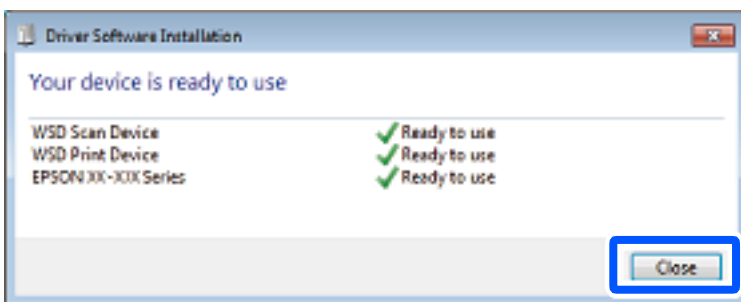 Driver Software Installation
Your device is ready to use
WSD Scan Device Ready to use
WSD Print Device Ready to use
EPSON XX-XXX Series Ready to use
Close